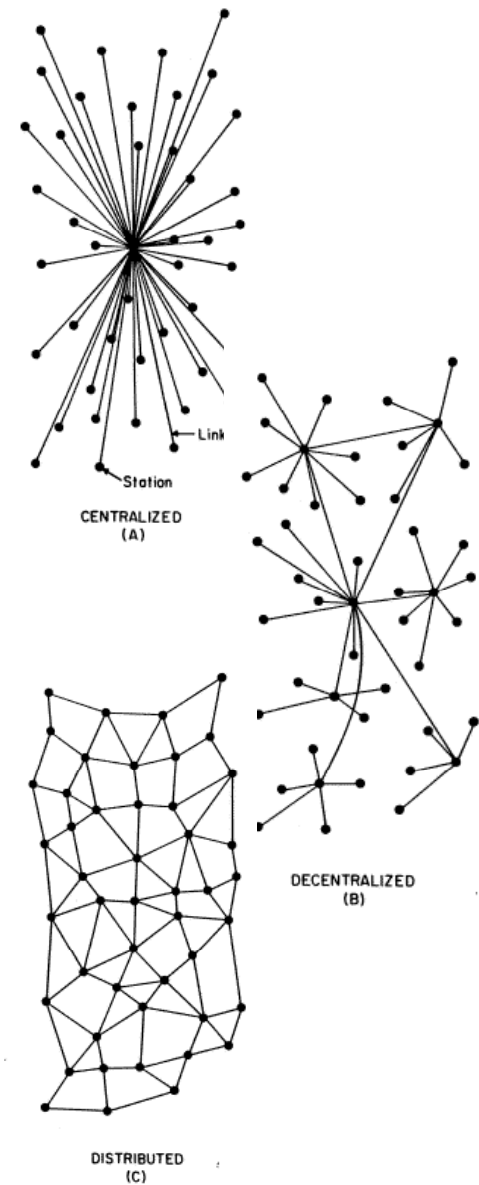 Link
Station
CENTRALIZED
(A)
DECENTRALIZED
(B)
DISTRIBUTED
(C)